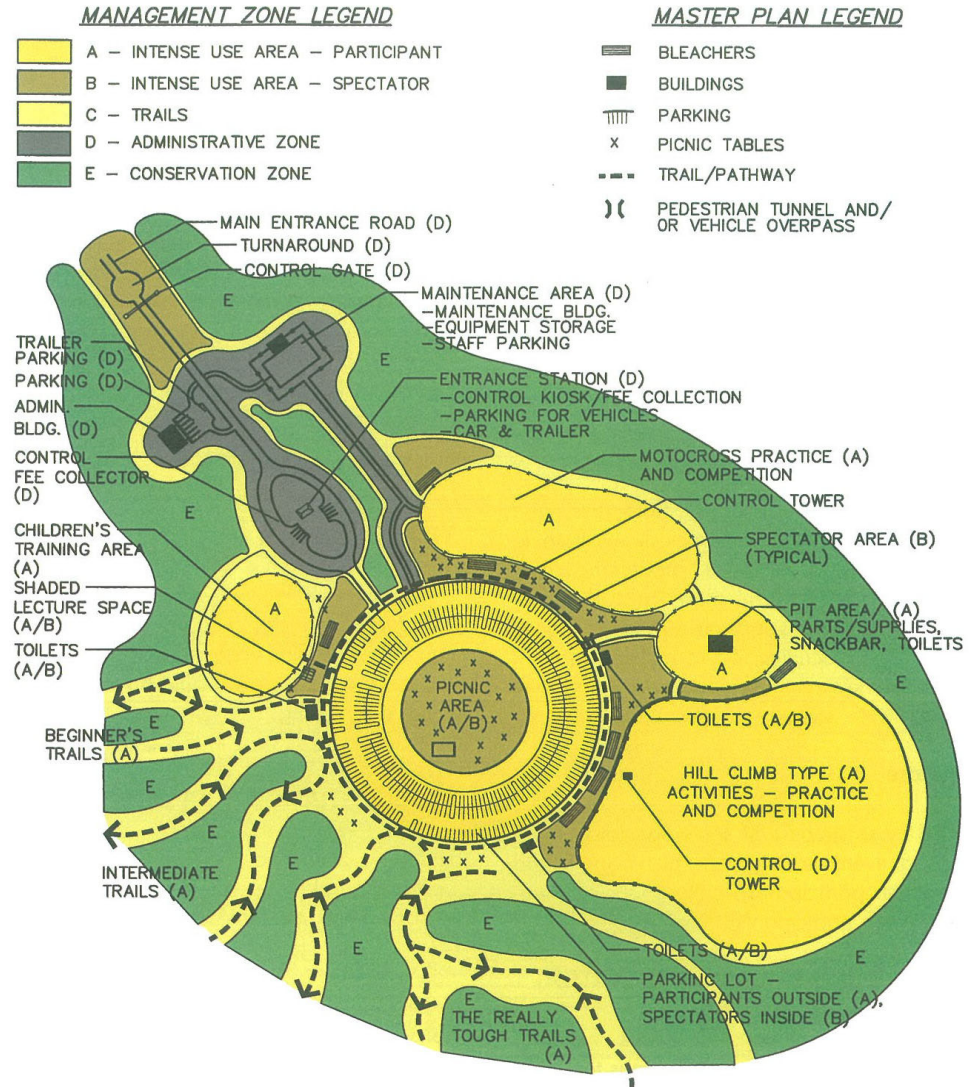 MANAGEMENT ZONE LEGEND
A – INTENSE USE AREA – PARTICIPANT
B – INTENSE USE AREA – SPECTATOR
C – TRAILS
D – ADMINISTRATIVE ZONE
E – CONSERVATION ZONE
MASTER PLAN LEGEND
BLEACHERS
BUILDINGS
PARKING
x PICNIC TABLES
TRAIL/PATHWAY
PEDESTRIAN TUNNEL AND/
OR VEHICLE OVERPASS
MAIN ENTRANCE ROAD (D)
TURNAROUND (D)
CONTROL GATE (D)
E
MAINTENANCE AREA (D)
–MAINTENANCE BLDG.
–EQUIPMENT STORAGE
–STAFF PARKING
E
TRAILER
PARKING (D)
PARKING (D)
ADMIN.
BLDG. (D)
CONTROL
FEE COLLECTOR
(D)
ENTRANCE STATION (D)
–CONTROL KIOSK/FEE COLLECTION
–PARKING FOR VEHICLES
–CAR & TRAILER
MOTOCROSS PRACTICE (A)
AND COMPETITION
CONTROL TOWER
A
E
CHILDREN'S
TRAINING AREA
(A)
SHADED
LECTURE SPACE
(A/B)
TOILETS
(A/B)
A
SPECTATOR AREA (B)
(TYPICAL)
PIT AREA/ (A)
PARTS/SUPPLIES,
SNACKBAR, TOILETS
A
E
PICNIC
AREA
(A/B)
TOILETS (A/B)
E
BEGINNER'S
TRAILS (A)
HILL CLIMB TYPE (A)
ACTIVITIES – PRACTICE
AND COMPETITION
E
E
INTERMEDIATE
TRAILS (A)
E
CONTROL (D)
TOWER
E
E
TOILETS (A/B)
E
PARKING LOT –
PARTICIPANTS OUTSIDE (A),
SPECTATORS INSIDE (B)
E
THE REALLY
TOUGH TRAILS
(A)